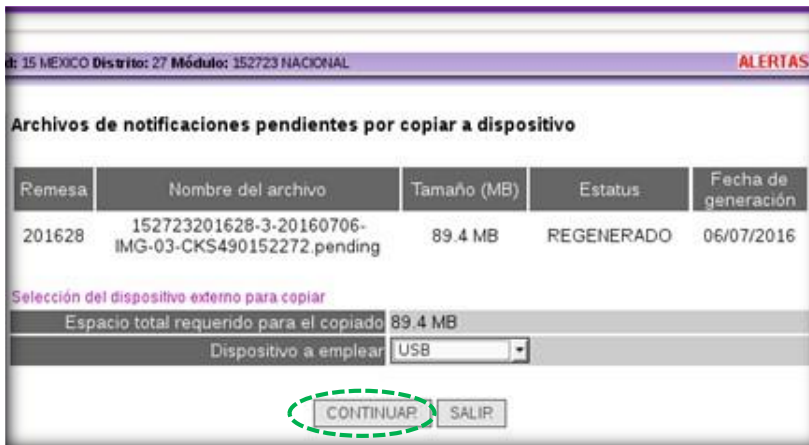 d: 15 MEXICO Distrito: 27 Módulo: 152723 NACIONAL ALERTAS
Archivos de notificaciones pendientes por copiar a dispositivo
Remesa Nombre del archivo Tamaño (MB) Estatus Fecha de generación
201628 152723201628-3-20160706-IMG-03-CKS490152272.pending 89.4 MB REGENERADO 06/07/2016
Selección del dispositivo externo para copiar
Espacio total requerido para el copiado 89.4 MB
Dispositivo a emplear USB
CONTINUAR SALIR